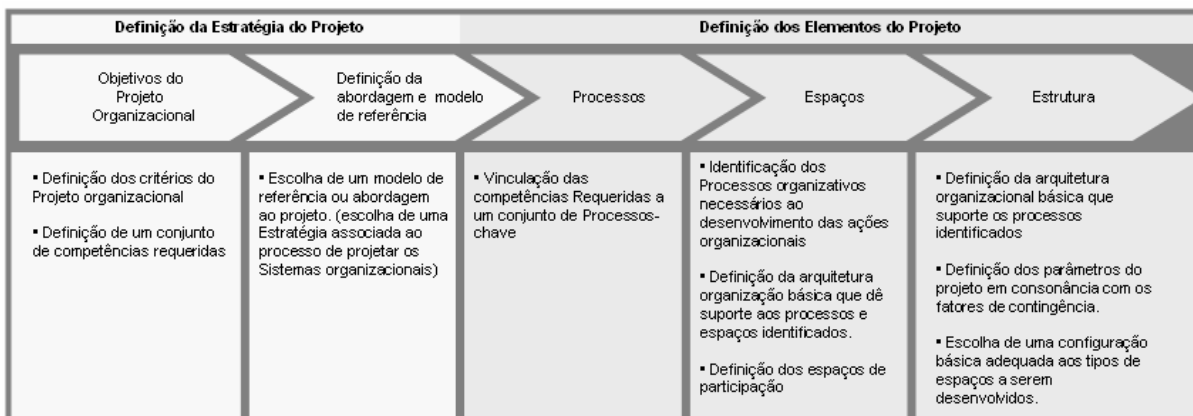 Definição da Estratégia do Projeto
Definição dos Elementos do Projeto
Objetivos do
Projeto
Organizacional
Definição da
abordagem e modelo
de referência
Processos
Espaços
Estrutura
▪ Definição dos critérios do
Projeto organizacional
▪ Definição de um conjunto
de competências requeridas
▪ Escolha de um modelo de
referência ou abordagem
ao projeto. (escolha de uma
Estratégia associada ao
processo de projetar os
Sistemas organizacionais)
▪ Vinculação das
competências Requeridas a
um conjunto de Processos-
chave
▪ Identificação dos
Processos organizativos
necessários ao
desenvolvimento das ações
organizacionais
▪ Definição da arquitetura
organização básica que dê
suporte aos processos e
espaços identificados.
▪ Definição dos espaços de
participação
▪ Definição da arquitetura
organizacional básica que
suporte os processos
identificados
▪ Definição dos parâmetros do
projeto em consonância com os
fatores de contingência.
▪ Escolha de uma configuração
básica adequada aos tipos de
espaços a serem
desenvolvidos.